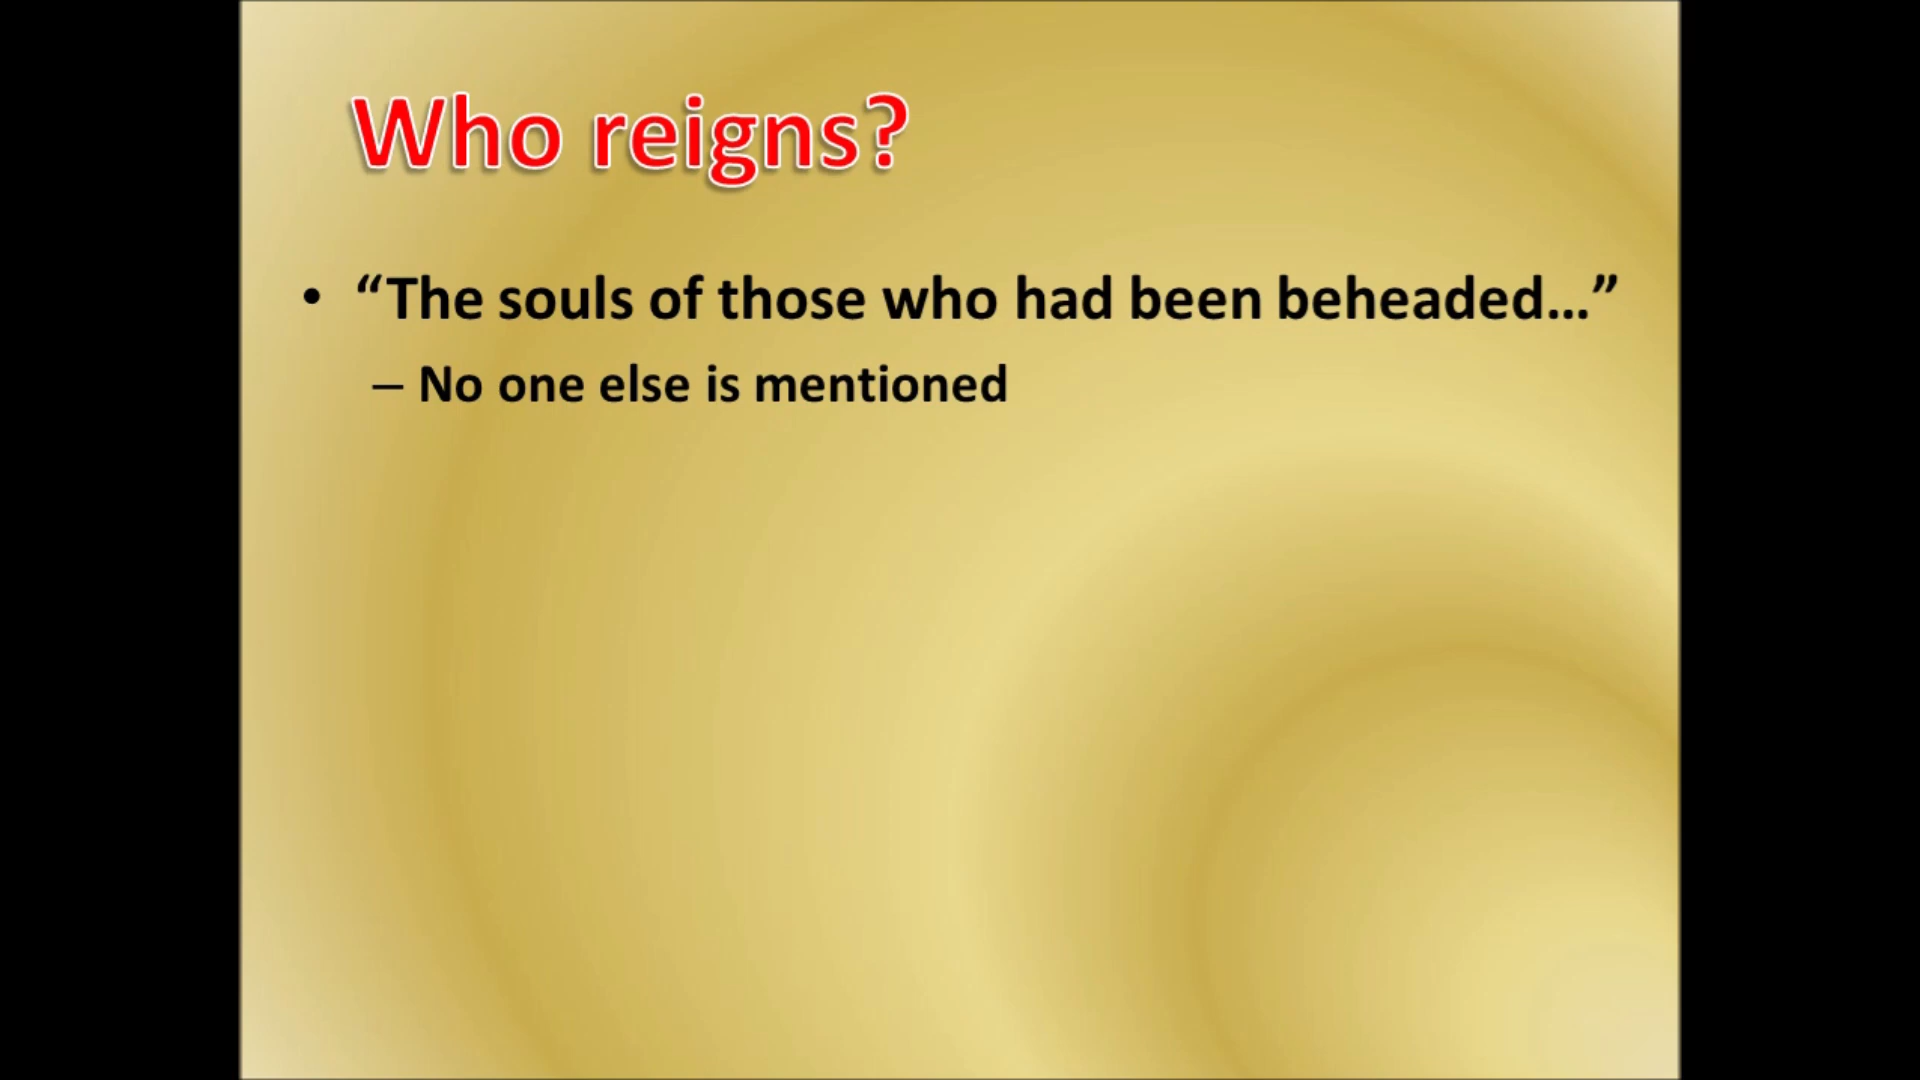 Who reigns?
• “The souls of those who had been beheaded…”
– No one else is mentioned